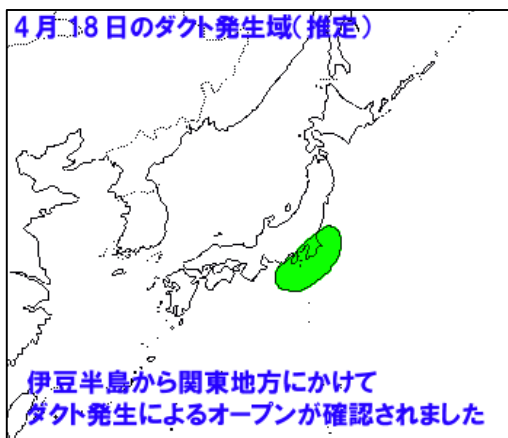 4月18日のダクト発生域(推定)
伊豆半島から関東地方にかけて
ダクト発生によるオープンが確認されました